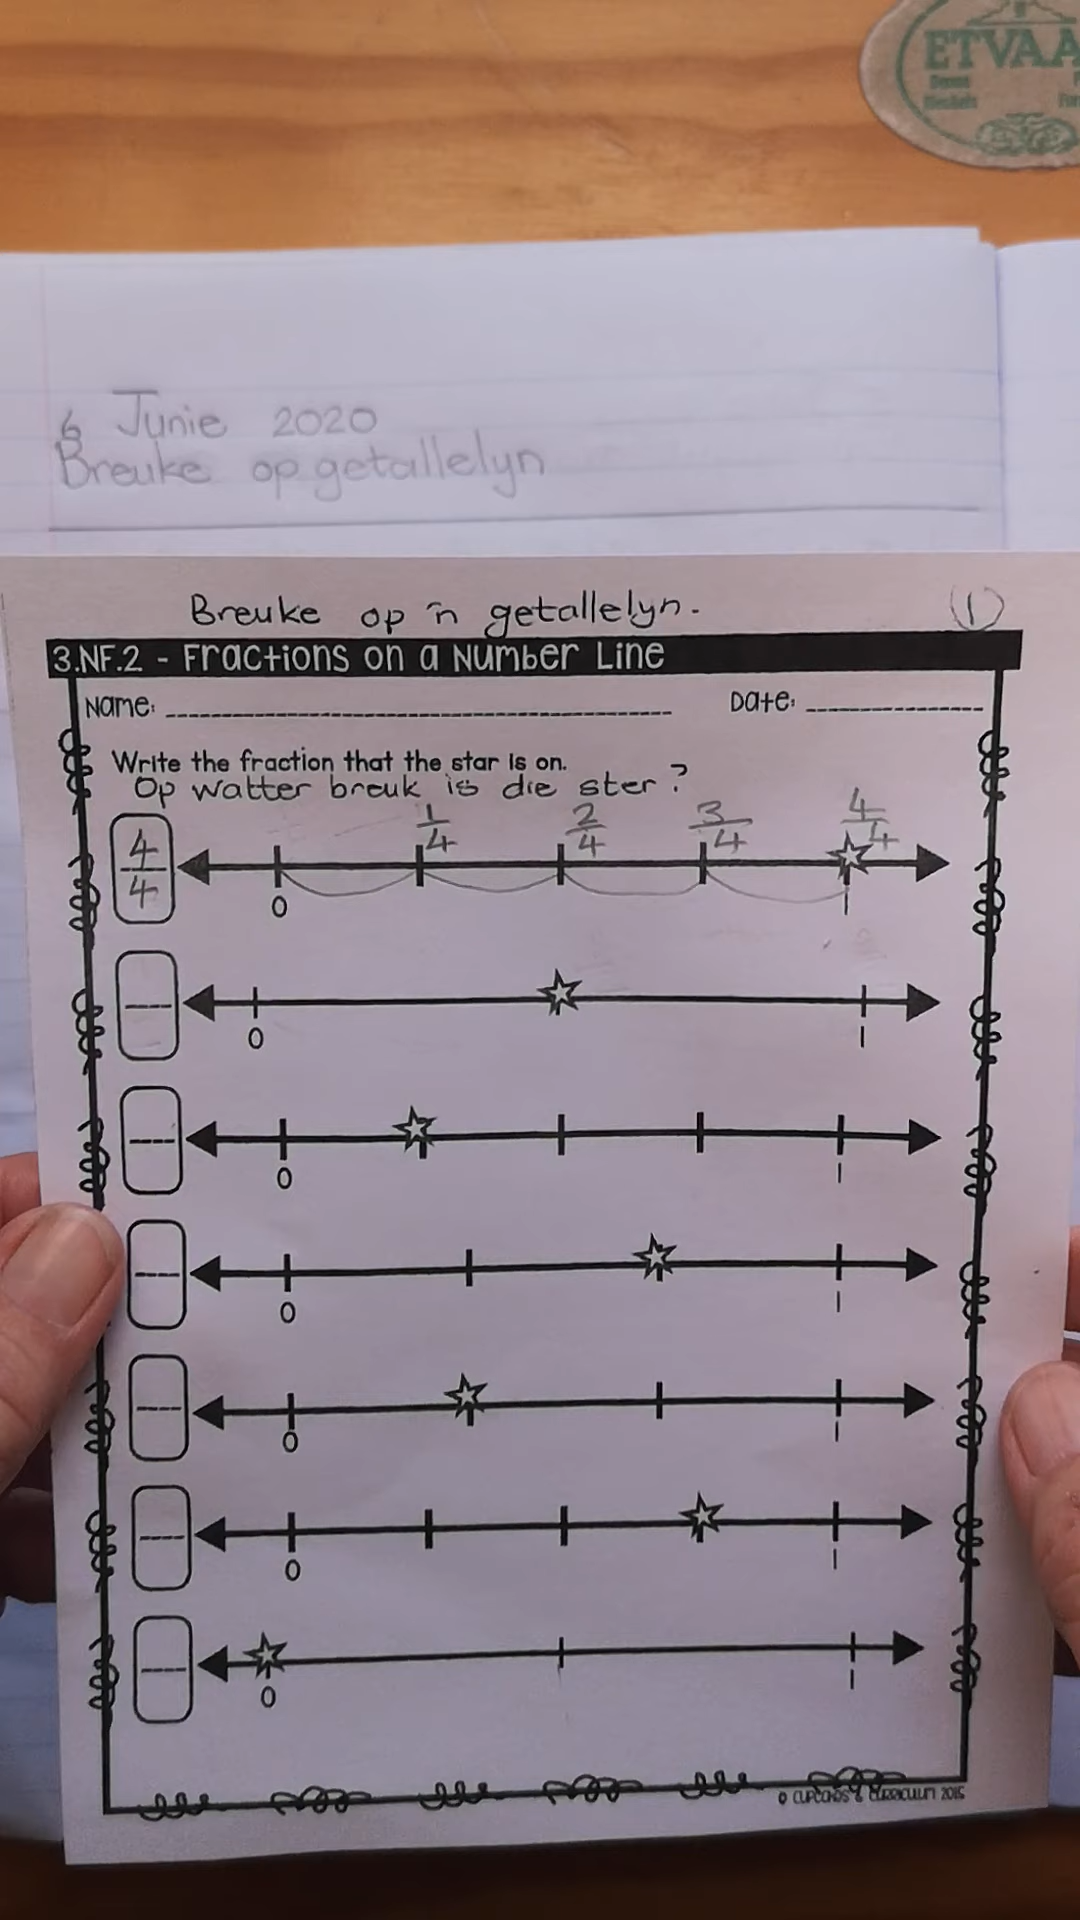 ETVAA
6 Junie 2020
Breuke op getallelyn
Breuke op 'n getallelyn.
1
3.NF.2 - Fractions on a Number Line
Name:
Date:
Write the fraction that the star is on.
Op watter breuk is die ster?
1/4 2/4 3/4 4/4
4/4
0 1
0 1
0 1
0 1
0 1
0 1
0 1
© CUPCAKES & CURRICULUM 2015